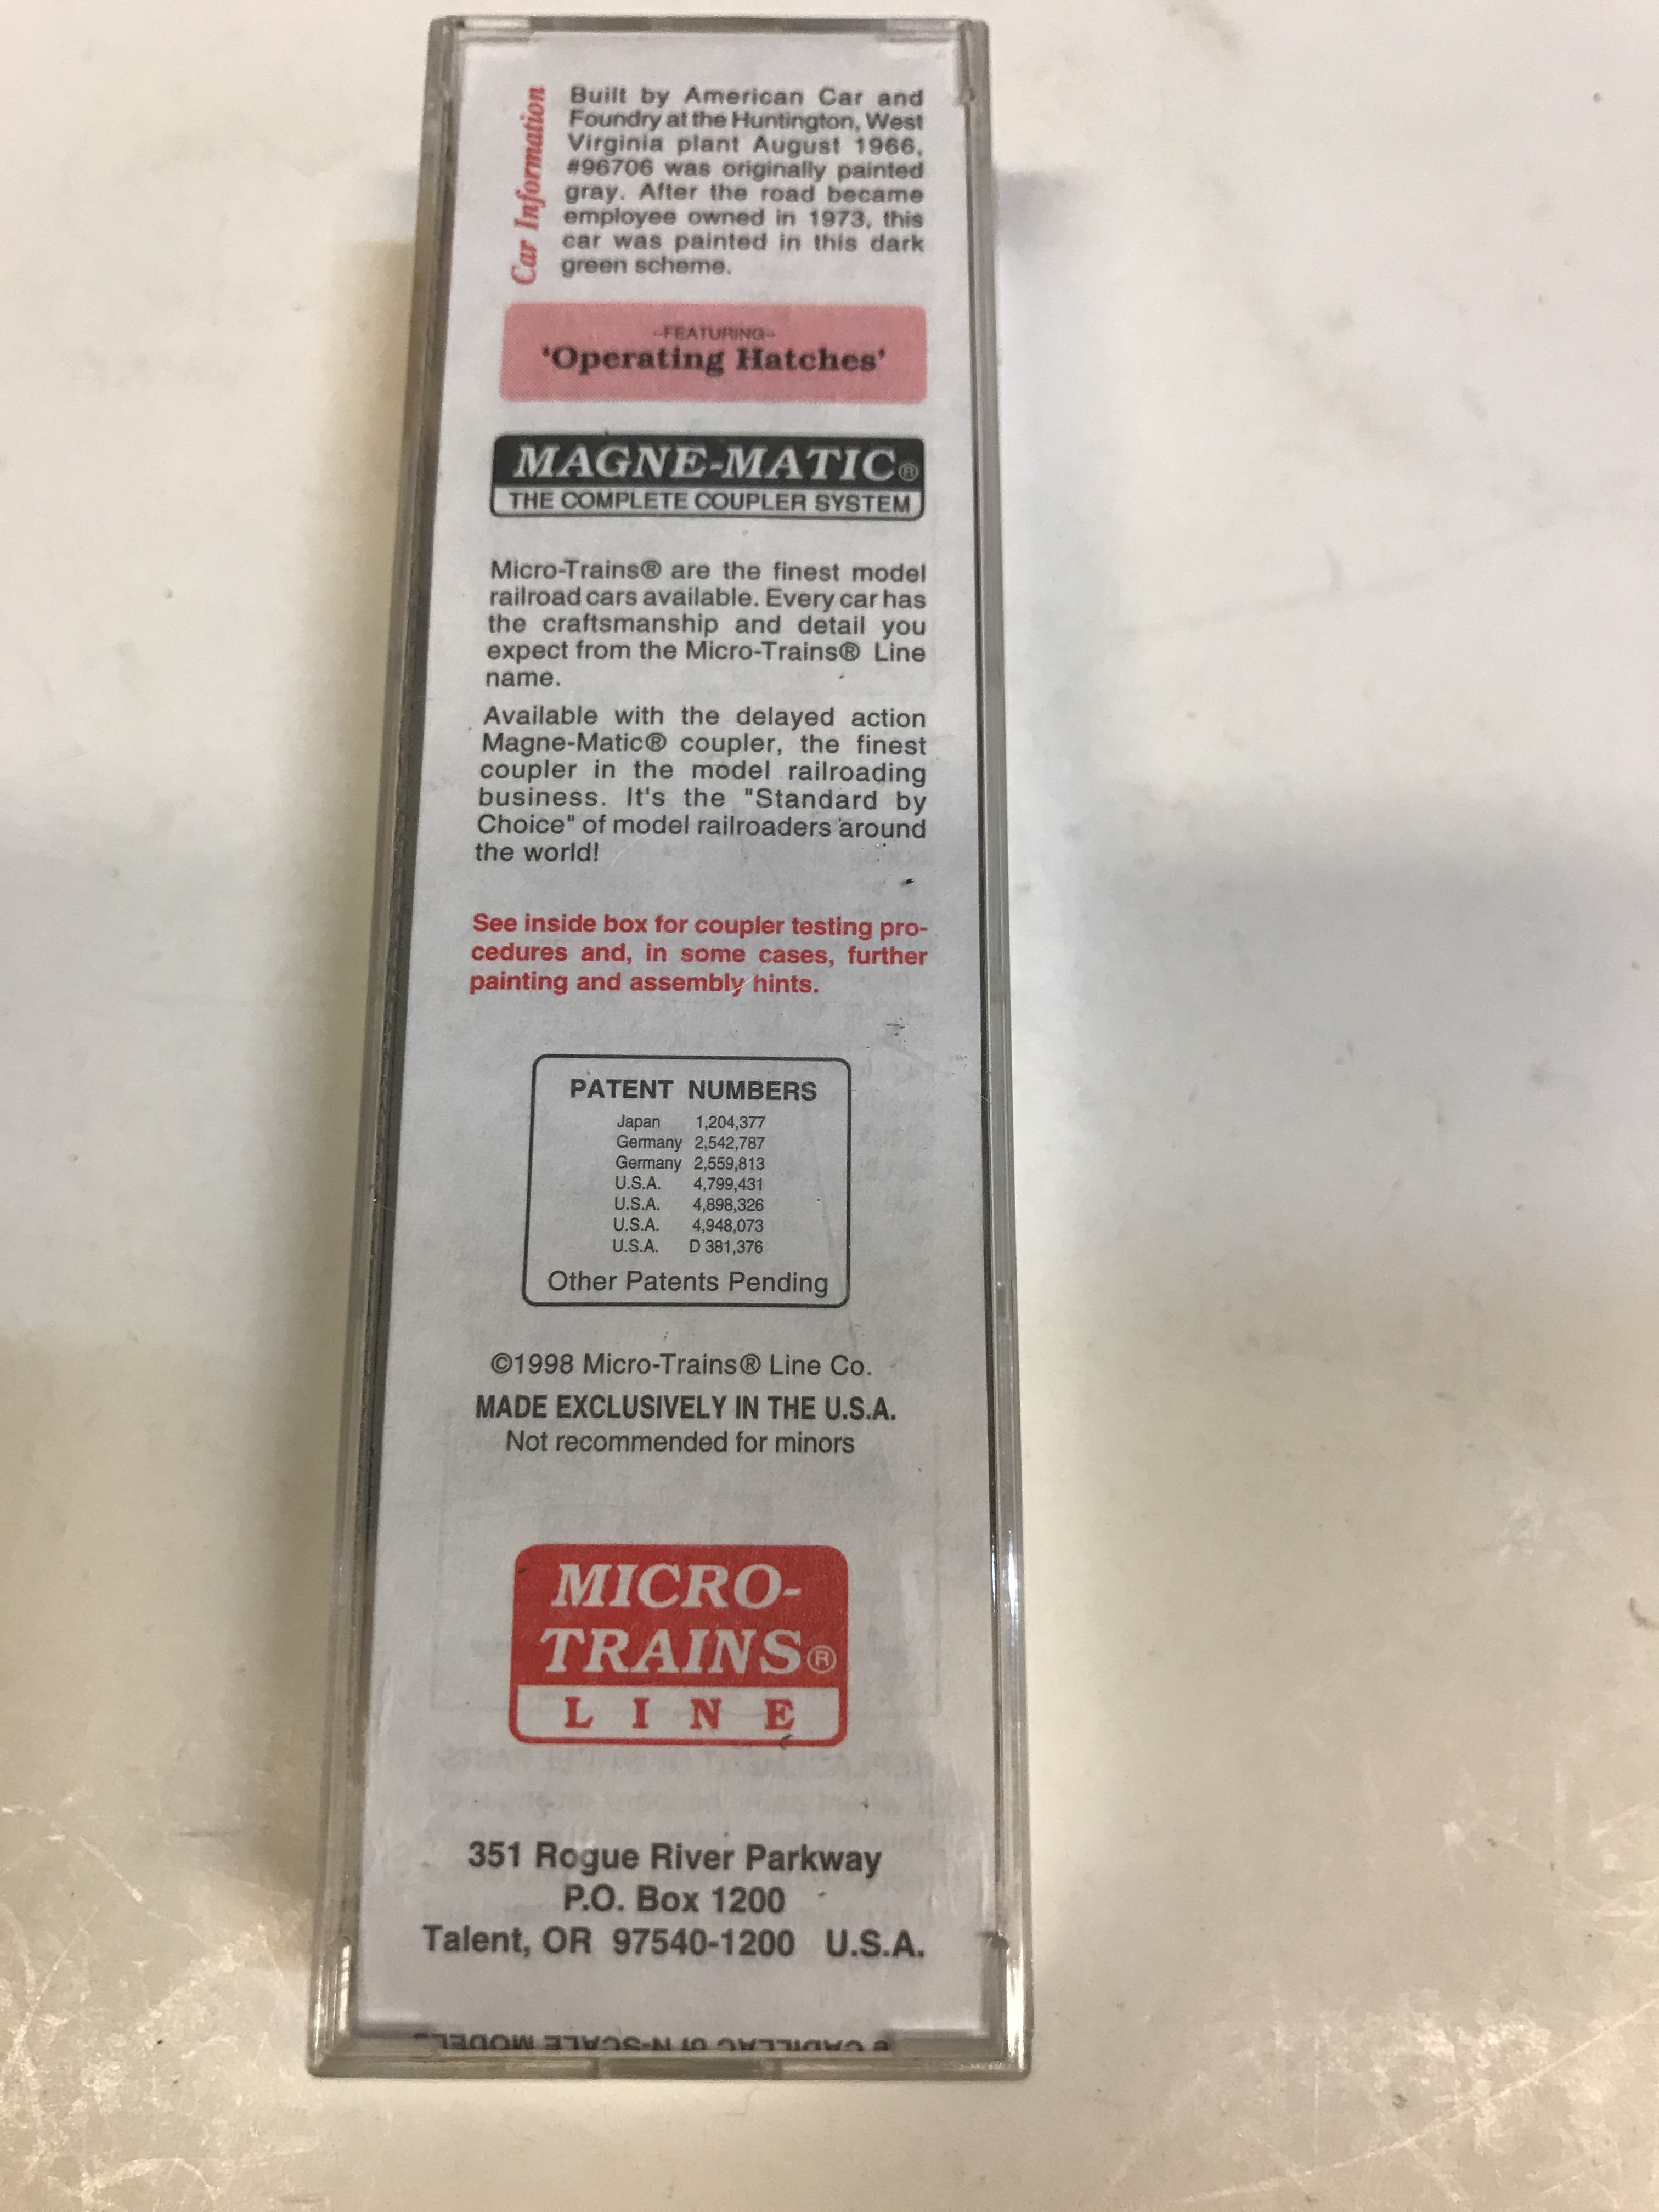 Car Information
Built by American Car and
Foundry at the Huntington, West
Virginia plant August 1966,
#96706 was originally painted
gray. After the road became
employee owned in 1973, this
car was painted in this dark
green scheme.
--FEATURING--
'Operating Hatches'
MAGNE-MATIC®
THE COMPLETE COUPLER SYSTEM
Micro-Trains® are the finest model
railroad cars available. Every car has
the craftsmanship and detail you
expect from the Micro-Trains® Line
name.
Available with the delayed action
Magne-Matic® coupler, the finest
coupler in the model railroading
business. It's the "Standard by
Choice" of model railroaders around
the world!
See inside box for coupler testing pro-
cedures and, in some cases, further
painting and assembly hints.
PATENT NUMBERS
Japan 1,204,377
Germany 2,542,787
Germany 2,559,813
U.S.A. 4,799,431
U.S.A. 4,898,326
U.S.A. 4,948,073
U.S.A. D 381,376
Other Patents Pending
©1998 Micro-Trains® Line Co.
MADE EXCLUSIVELY IN THE U.S.A.
Not recommended for minors
MICRO-
TRAINS®
LINE
351 Rogue River Parkway
P.O. Box 1200
Talent, OR 97540-1200 U.S.A.
CADILLAC of N-SCALE MODELS